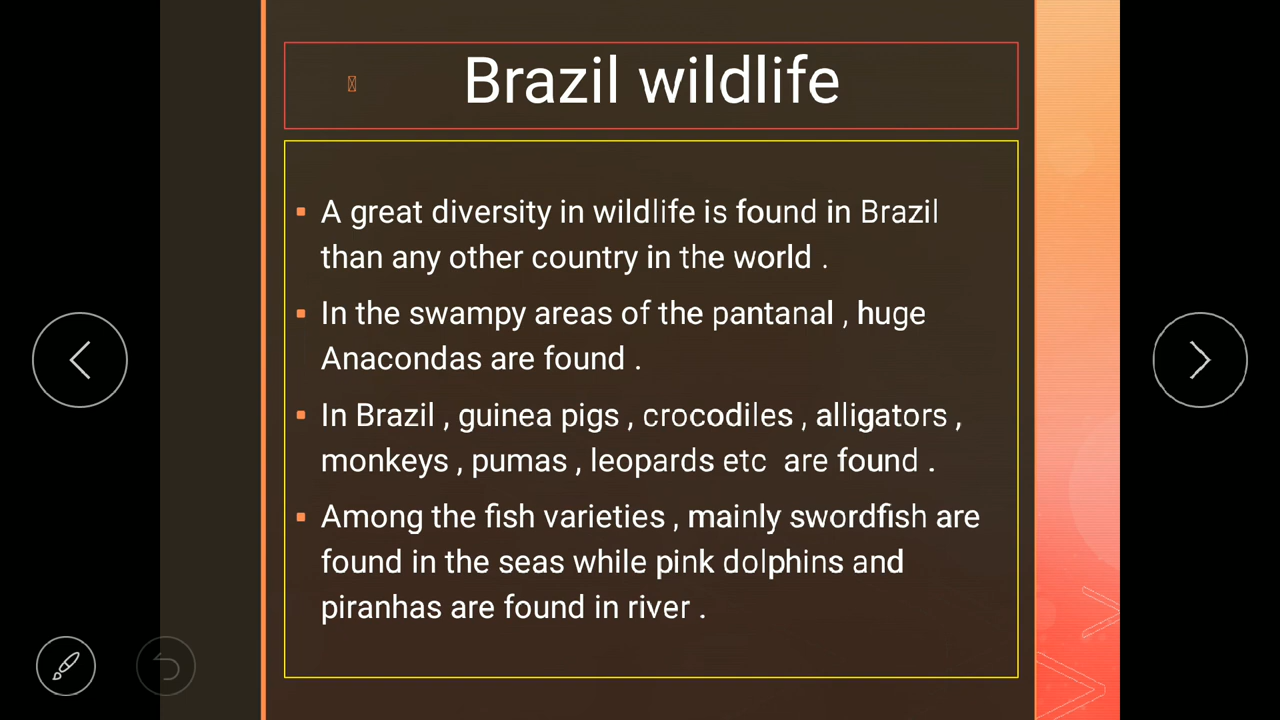 Brazil wildlife
▪ A great diversity in wildlife is found in Brazil
than any other country in the world .
▪ In the swampy areas of the pantanal , huge
Anacondas are found .
▪ In Brazil , guinea pigs , crocodiles , alligators ,
monkeys , pumas , leopards etc  are found .
▪ Among the fish varieties , mainly swordfish are
found in the seas while pink dolphins and
piranhas are found in river .